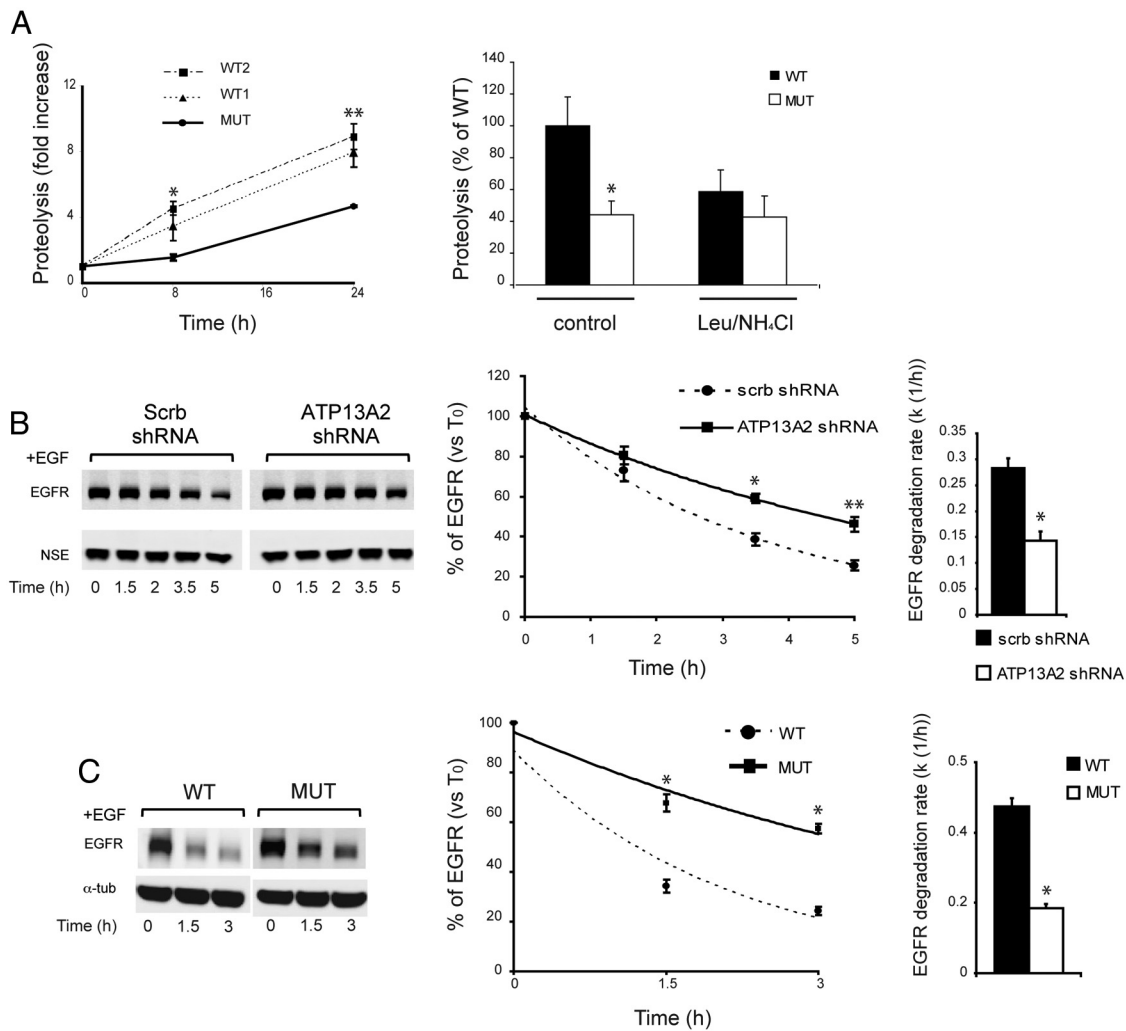 A
Proteolysis (fold increase)
12
8
4
0
WT2
WT1
MUT
*
**
0 8 16 24
Time (h)
Proteolysis (% of WT)
140
120
100
80
60
40
20
0
WT
MUT
*
control Leu/NH₄Cl
B
Scrb
shRNA
ATP13A2
shRNA
+EGF
EGFR
NSE
Time (h) 0 1.5 2 3.5 5 0 1.5 2 3.5 5
% of EGFR (vs T₀)
120
100
80
60
40
20
0
scrb shRNA
ATP13A2 shRNA
*
**
0 1 2 3 4 5
Time (h)
EGFR degradation rate (k (1/h))
0.35
0.3
0.25
0.2
0.15
0.1
0.05
0
*
scrb shRNA
ATP13A2 shRNA
C
WT MUT
+EGF
EGFR
α-tub
Time (h) 0 1.5 3 0 1.5 3
% of EGFR (vs T₀)
100
80
60
40
20
0
WT
MUT
*
*
0 1.5 3
Time (h)
EGFR degradation rate (k (1/h))
0.5
0.4
0.2
0
WT
MUT
*